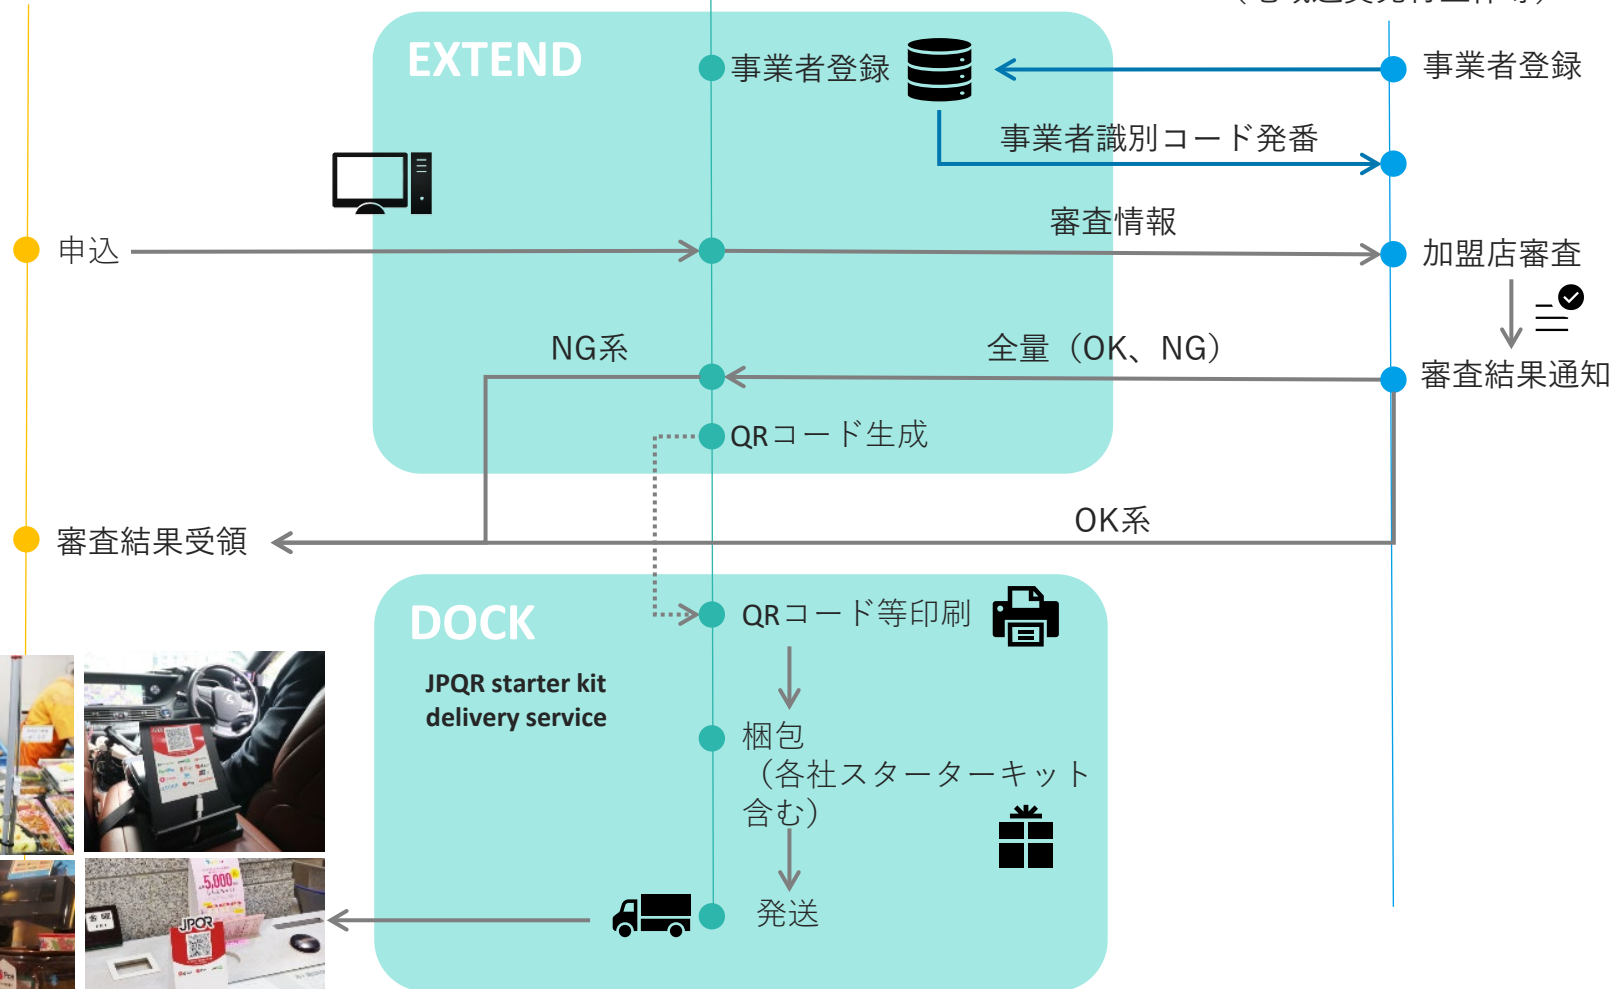 EXTEND
事業者登録
事業者登録
事業者識別コード発番
審査情報
申込
加盟店審査
NG系
全量（OK、NG）
審査結果通知
QRコード生成
OK系
審査結果受領
DOCK
QRコード等印刷
JPQR starter kit
delivery service
梱包
（各社スターターキット
含む）
発送
5,000
JPQR